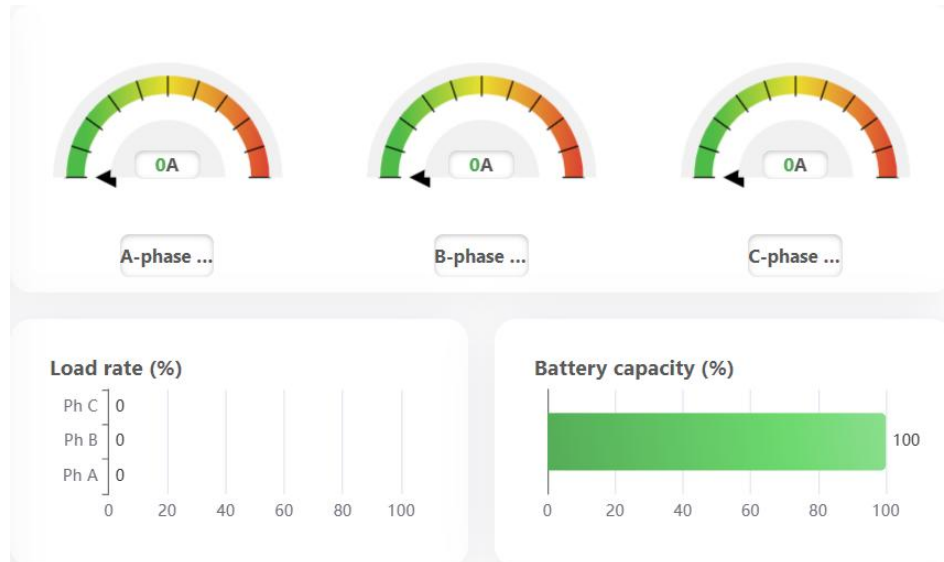 0A 0A 0A
A-phase ... B-phase ... C-phase ...
Load rate (%)
Ph C 0
Ph B 0
Ph A 0
0 20 40 60 80 100
Battery capacity (%)
100
0 20 40 60 80 100